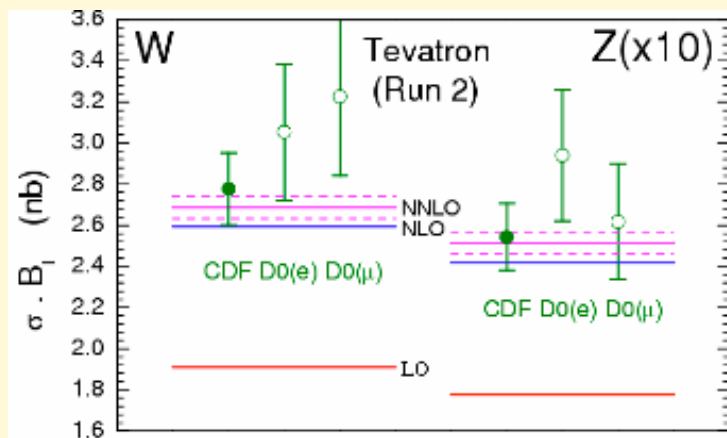 3.6
3.4
3.2
3.0
2.8
2.6
2.4
2.2
2.0
1.8
1.6
σ . Bₗ (nb)
W
Tevatron
(Run 2)
Z(x10)
NNLO
NLO
CDF D0(e) D0(μ)
CDF D0(e) D0(μ)
LO